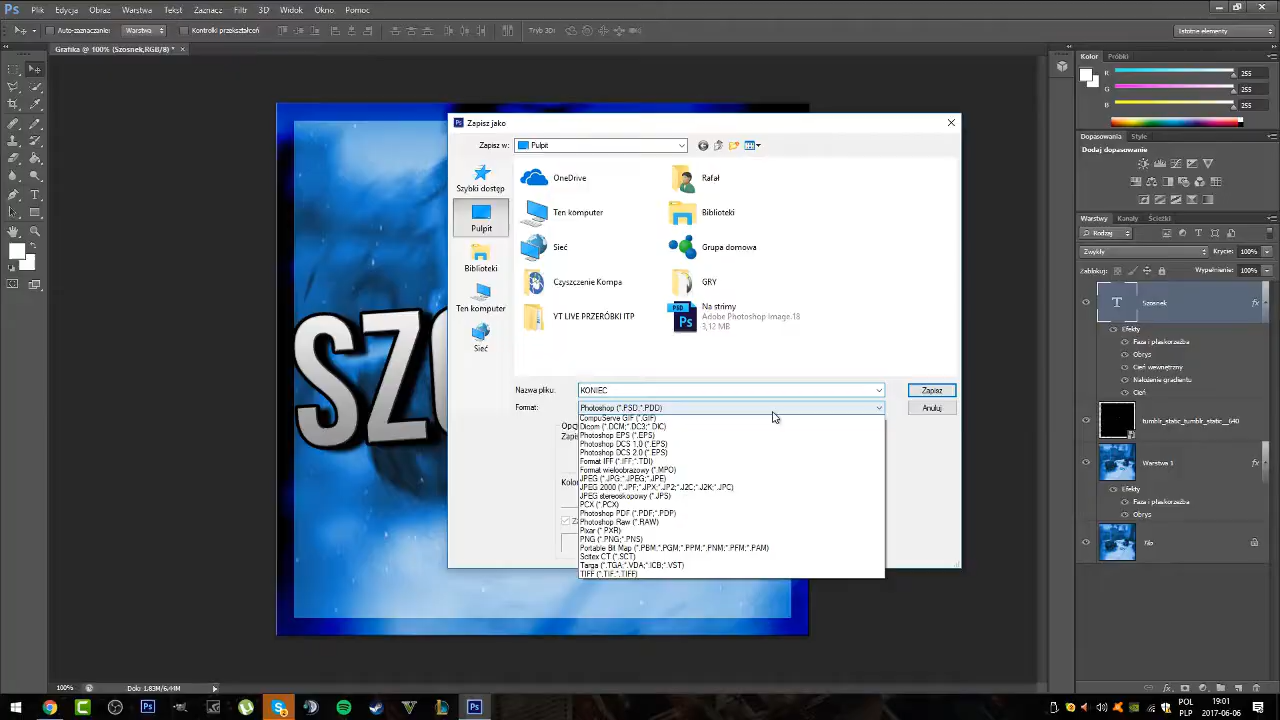 Ps Plik Edycja Obraz Warstwa Tekst Zaznacz Filtr 3D Widok Okno Pomoc
Auto-zaznaczanie: Warstwa Kontrolki przekształceń Tryb 3D: Istotne elementy
Grafika @ 100% (Szosnek,RGB/8) *
Kolor Próbki
255
255
255
Dopasowania Style
Dodaj dopasowanie
Warstwy Kanały Ścieżki
Rodzaj
Zwykły Krycie: 100%
Zablokuj: Wypełnienie: 100%
Szosnek fx
Efekty
Faza i płaskorzeźba
Obrys
Cień wewnętrzny
Nałożenie gradientu
Cień
tumblr_static_tumblr_static__640
Warstwa 1 fx
Efekty
Faza i płaskorzeźba
Obrys
Tło
SZ
Zapisz jako
Zapisz w: Pulpit
Szybki dostęp
Pulpit
Biblioteki
Ten komputer
Sieć
OneDrive Rafał
Ten komputer Biblioteki
Sieć Grupa domowa
Czyszczenie Kompa GRY
YT LIVE PRZERÓBKI ITP Na strimy
Adobe Photoshop Image.18
3,12 MB
Nazwa pliku: KONIEC Zapisz
Format: Photoshop (*.PSD;*.PDD) Anuluj
CompuServe GIF (*.GIF)
Dicom (*.DCM;*.DC3;*.DIC)
Photoshop EPS (*.EPS)
Photoshop DCS 1.0 (*.EPS)
Photoshop DCS 2.0 (*.EPS)
Format IFF (*.IFF;*.TDI)
Format wieloobrazowy (*.MPO)
JPEG (*.JPG;*.JPEG;*.JPE)
JPEG 2000 (*.JPF;*.JPX;*.JP2;*.J2C;*.J2K;*.JPC)
JPEG stereoskopowy (*.JPS)
PCX (*.PCX)
Photoshop PDF (*.PDF;*.PDP)
Photoshop Raw (*.RAW)
Pixar (*.PXR)
PNG (*.PNG;*.PNS)
Portable Bit Map (*.PBM;*.PGM;*.PPM;*.PNM;*.PFM;*.PAM)
Scitex CT (*.SCT)
Targa (*.TGA;*.VDA;*.ICB;*.VST)
TIFF (*.TIF;*.TIFF)
100% Dok: 1,83M/6,44M
POL 19:01
PLP 2017-06-06